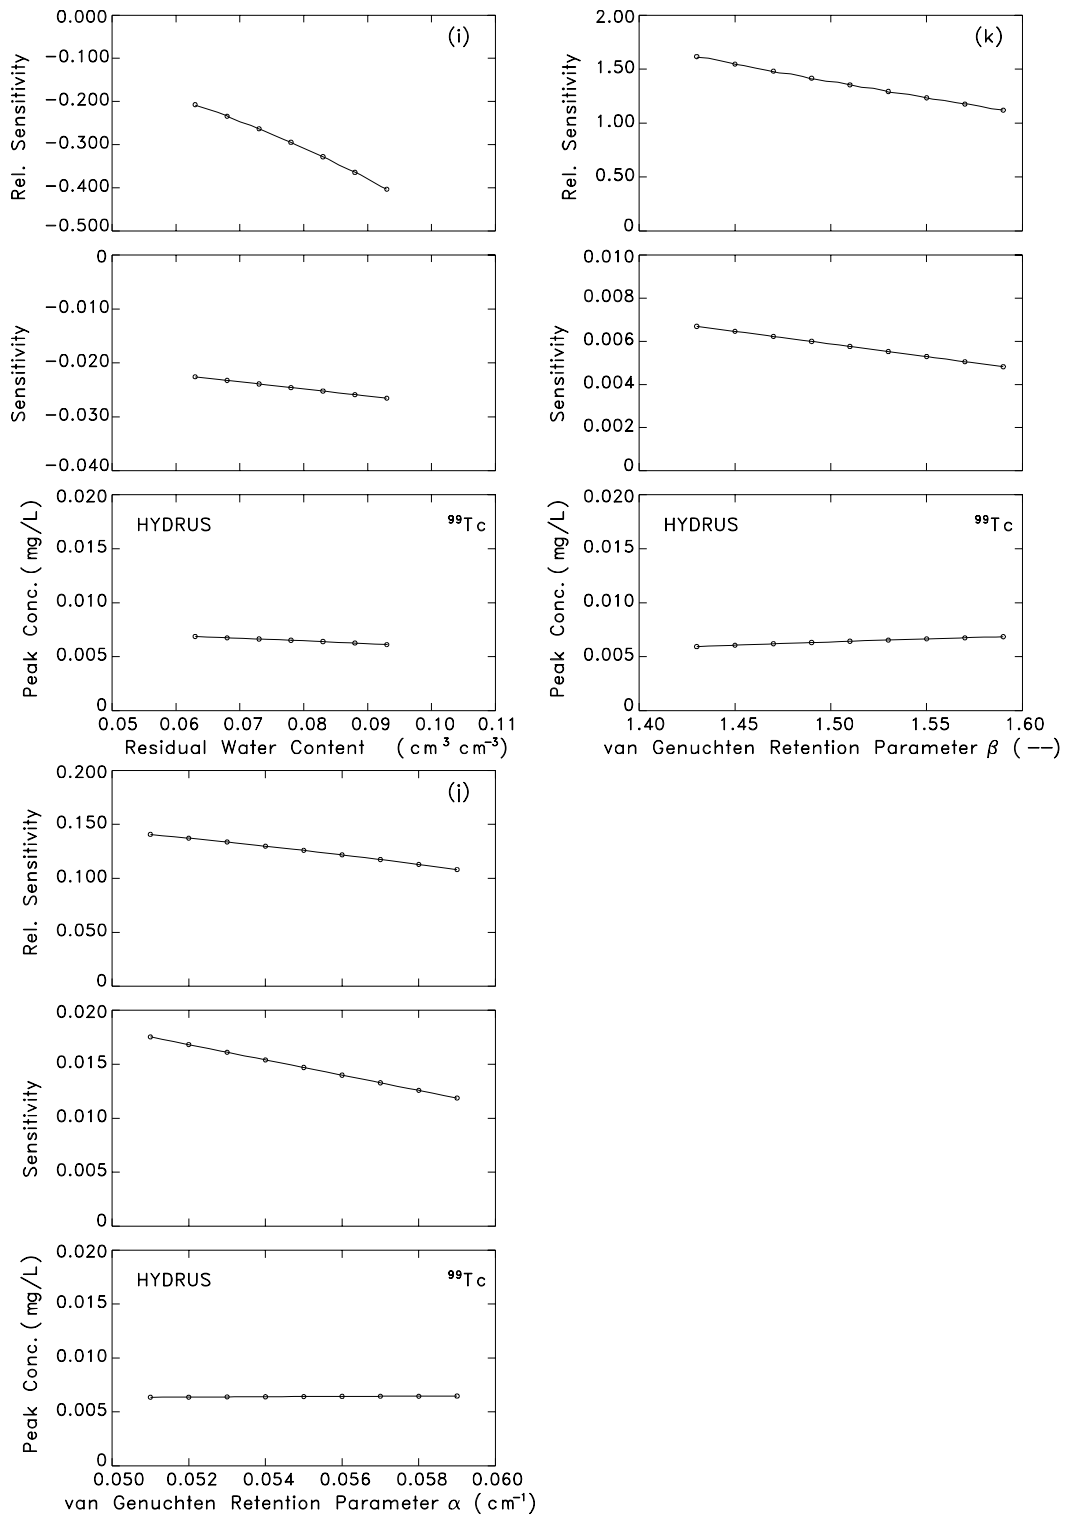 (i)
Rel. Sensitivity
0.000
−0.100
−0.200
−0.300
−0.400
−0.500
Sensitivity
0
−0.010
−0.020
−0.030
−0.040
Peak Conc. (mg/L)
0.020
0.015
0.010
0.005
0
HYDRUS
⁹⁹Tc
0.05 0.06 0.07 0.08 0.09 0.10 0.11
Residual Water Content (cm³ cm⁻³)
(k)
Rel. Sensitivity
2.00
1.50
1.00
0.50
0
Sensitivity
0.010
0.008
0.006
0.004
0.002
0
Peak Conc. (mg/L)
0.020
0.015
0.010
0.005
0
HYDRUS
⁹⁹Tc
1.40 1.45 1.50 1.55 1.60
van Genuchten Retention Parameter β (−−)
(j)
Rel. Sensitivity
0.200
0.150
0.100
0.050
0
Sensitivity
0.020
0.015
0.010
0.005
0
Peak Conc. (mg/L)
0.020
0.015
0.010
0.005
0
HYDRUS
⁹⁹Tc
0.050 0.052 0.054 0.056 0.058 0.060
van Genuchten Retention Parameter α (cm⁻¹)